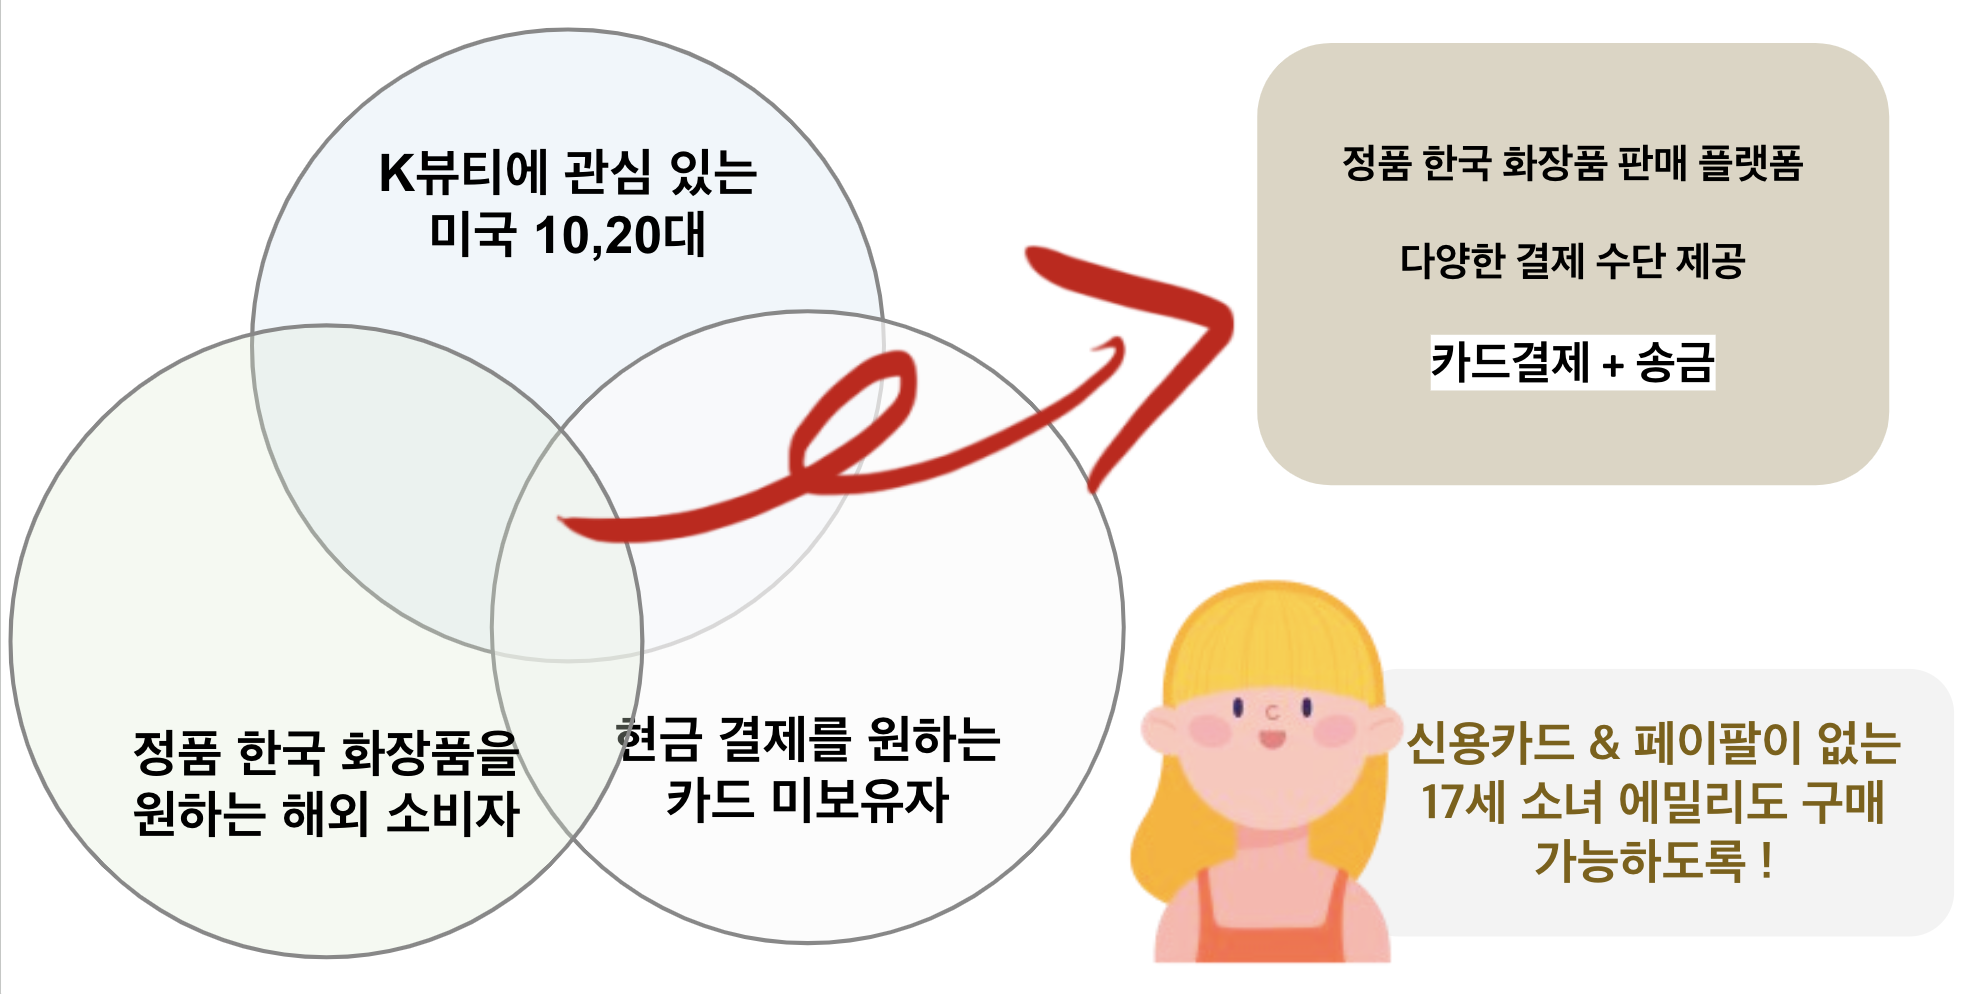 K뷰티에 관심 있는
미국 10,20대
정품 한국 화장품을
원하는 해외 소비자
현금 결제를 원하는
카드 미보유자
정품 한국 화장품 판매 플랫폼
다양한 결제 수단 제공
카드결제 + 송금
신용카드 & 페이팔이 없는
17세 소녀 에밀리도 구매
가능하도록 !